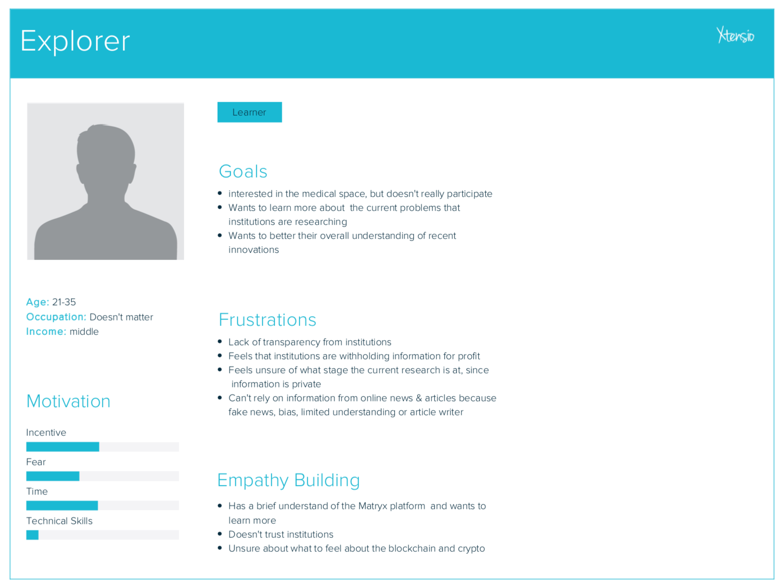 Explorer
Xtensio
Learner
Goals
interested in the medical space, but doesn't really participate
Wants to learn more about the current problems that
institutions are researching
Wants to better their overall understanding of recent
innovations
Age: 21-35
Occupation: Doesn't matter
Income: middle
Frustrations
Lack of transparency from institutions
Feels that institutions are withholding information for profit
Feels unsure of what stage the current research is at, since
information is private
Can't rely on information from online news & articles because
fake news, bias, limited understanding or article writer
Motivation
Incentive
Fear
Time
Technical Skills
Empathy Building
Has a brief understand of the Matryx platform and wants to
learn more
Doesn't trust institutions
Unsure about what to feel about the blockchain and crypto